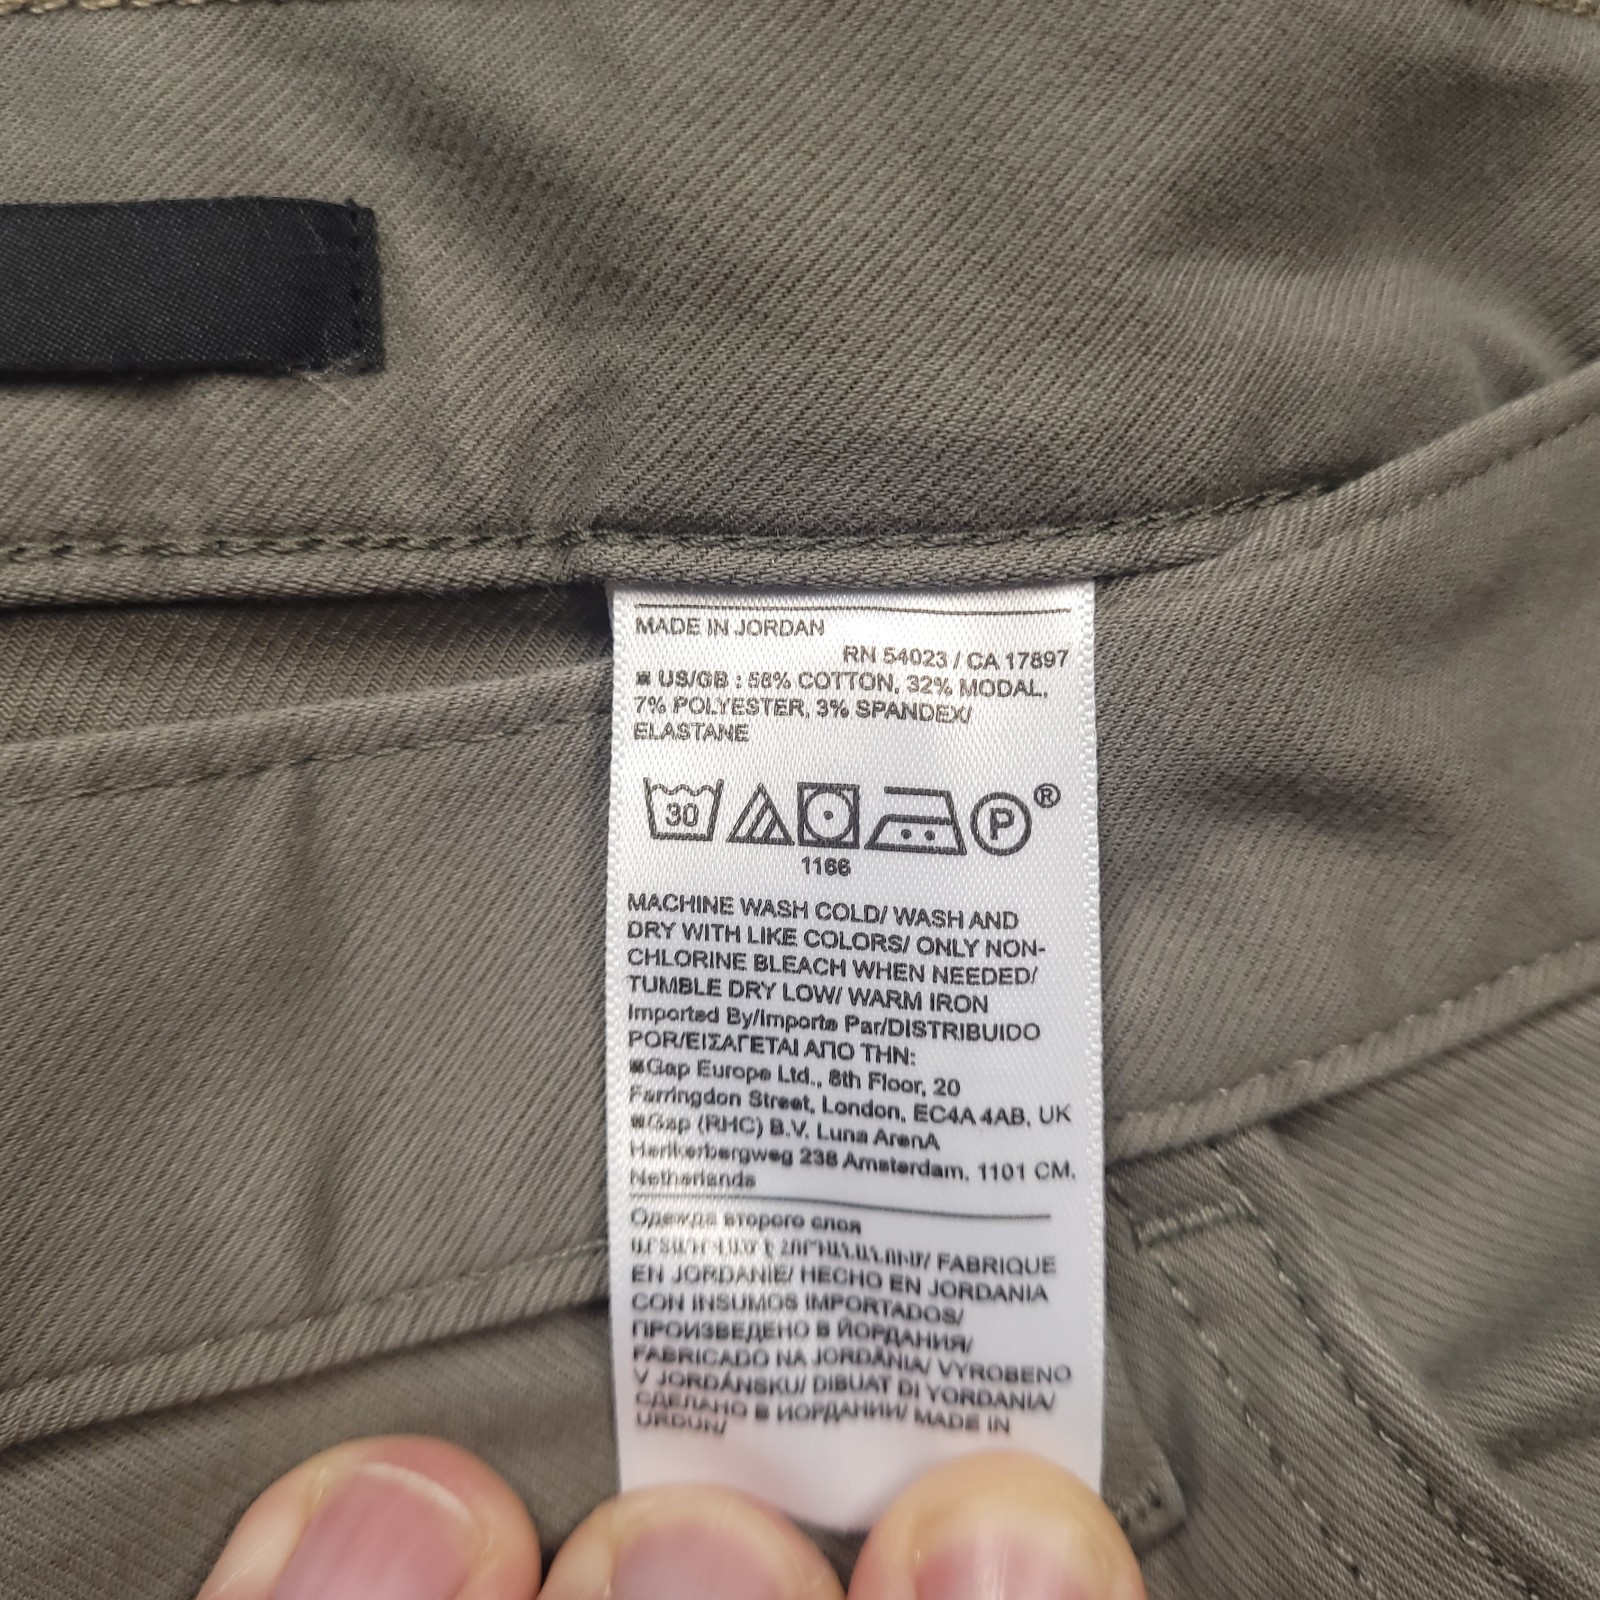 MADE IN JORDAN
RN 54023 / CA 17897
US/GB : 58% COTTON, 32% MODAL,
7% POLYESTER, 3% SPANDEX/
ELASTANE
30
P ®
1166
MACHINE WASH COLD/ WASH AND
DRY WITH LIKE COLORS/ ONLY NON-
CHLORINE BLEACH WHEN NEEDED/
TUMBLE DRY LOW/ WARM IRON
Imported By/Importe Par/DISTRIBUIDO
POR/ΕΙΣΑΓΕΤΑΙ ΑΠΟ ΤΗΝ:
Gap Europe Ltd., 8th Floor, 20
Farringdon Street, London, EC4A 4AB, UK
Gap (RHC) B.V. Luna ArenA
Herikerbergweg 238 Amsterdam, 1101 CM,
Netherlands
Одежда второго слоя
FABRIQUE
EN JORDANIE/ HECHO EN JORDANIA
CON INSUMOS IMPORTADOS/
ПРОИЗВЕДЕНО В ЙОРДАНИЯ/
FABRICADO NA JORDÂNIA/ VYROBENO
V JORDÁNSKU/ DIBUAT DI YORDANIA/
СДЕЛАНО В ИОРДАНИИ/ MADE IN
URDUN/